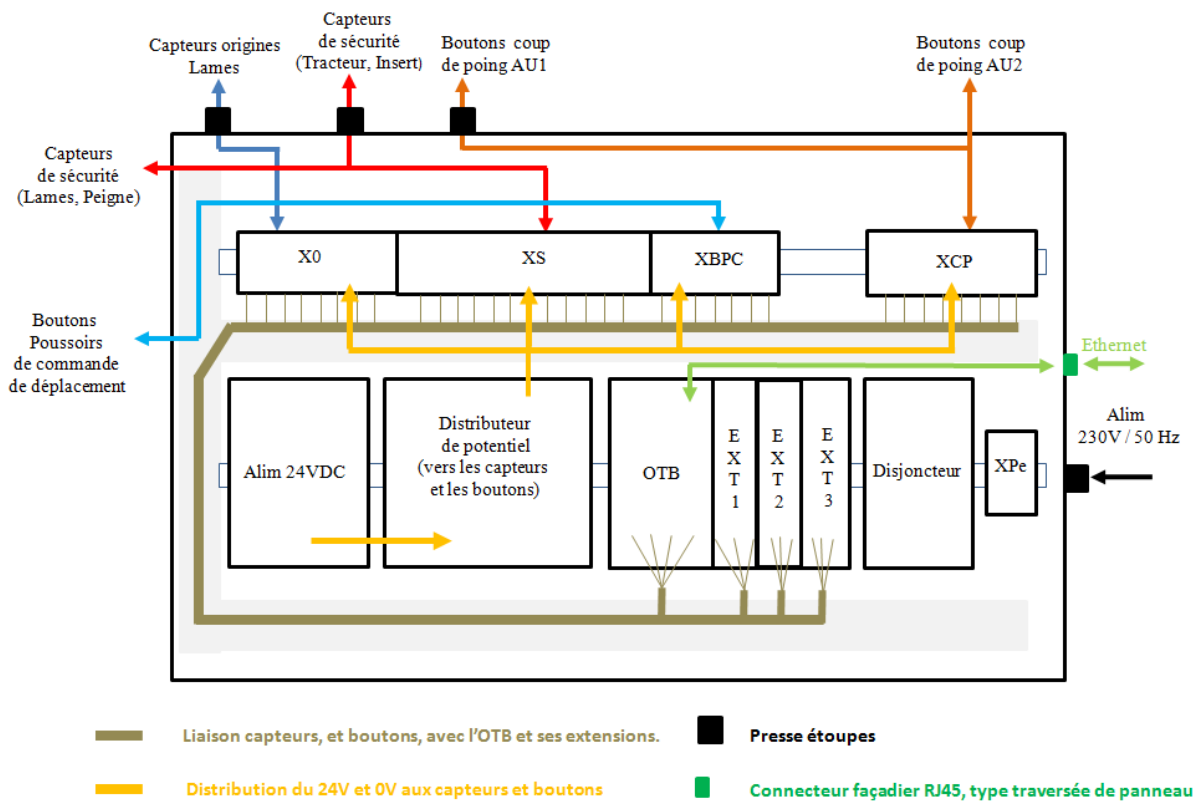 Capteurs origines
Lames
Capteurs
de sécurité
(Tracteur, Insert)
Boutons coup
de poing AU1
Boutons coup
de poing AU2
Capteurs
de sécurité
(Lames, Peigne)
X0
XS
XBPC
XCP
Boutons
Poussoirs
de commande
de déplacement
Ethernet
Alim 24VDC
Distributeur
de potentiel
(vers les capteurs
et les boutons)
OTB
EXT1
EXT2
EXT3
Disjoncteur
XPe
Alim
230V / 50 Hz
Liaison capteurs, et boutons, avec l'OTB et ses extensions.
Presse étoupes
Distribution du 24V et 0V aux capteurs et boutons
Connecteur façadier RJ45, type traversée de panneau